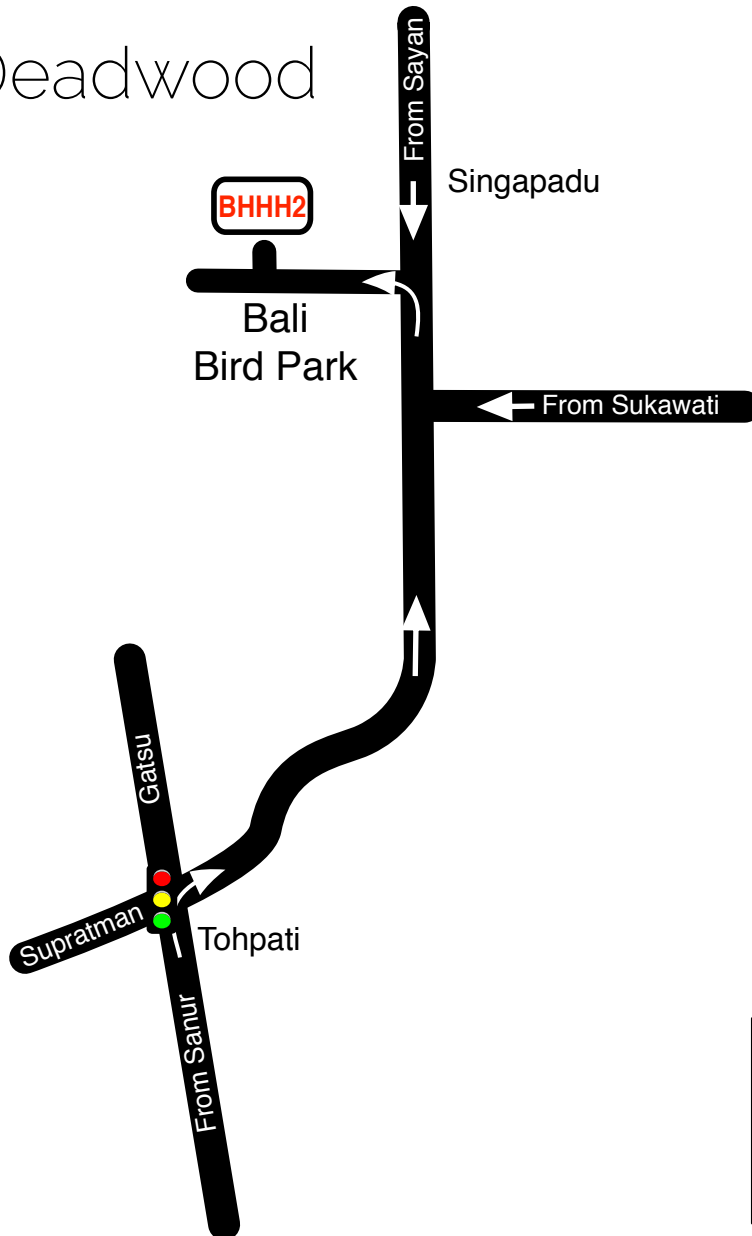 Deadwood
From Sayan
Singapadu
BHHH2
Bali
Bird Park
From Sukawati
Gatsu
Supratman
Tohpati
From Sanur